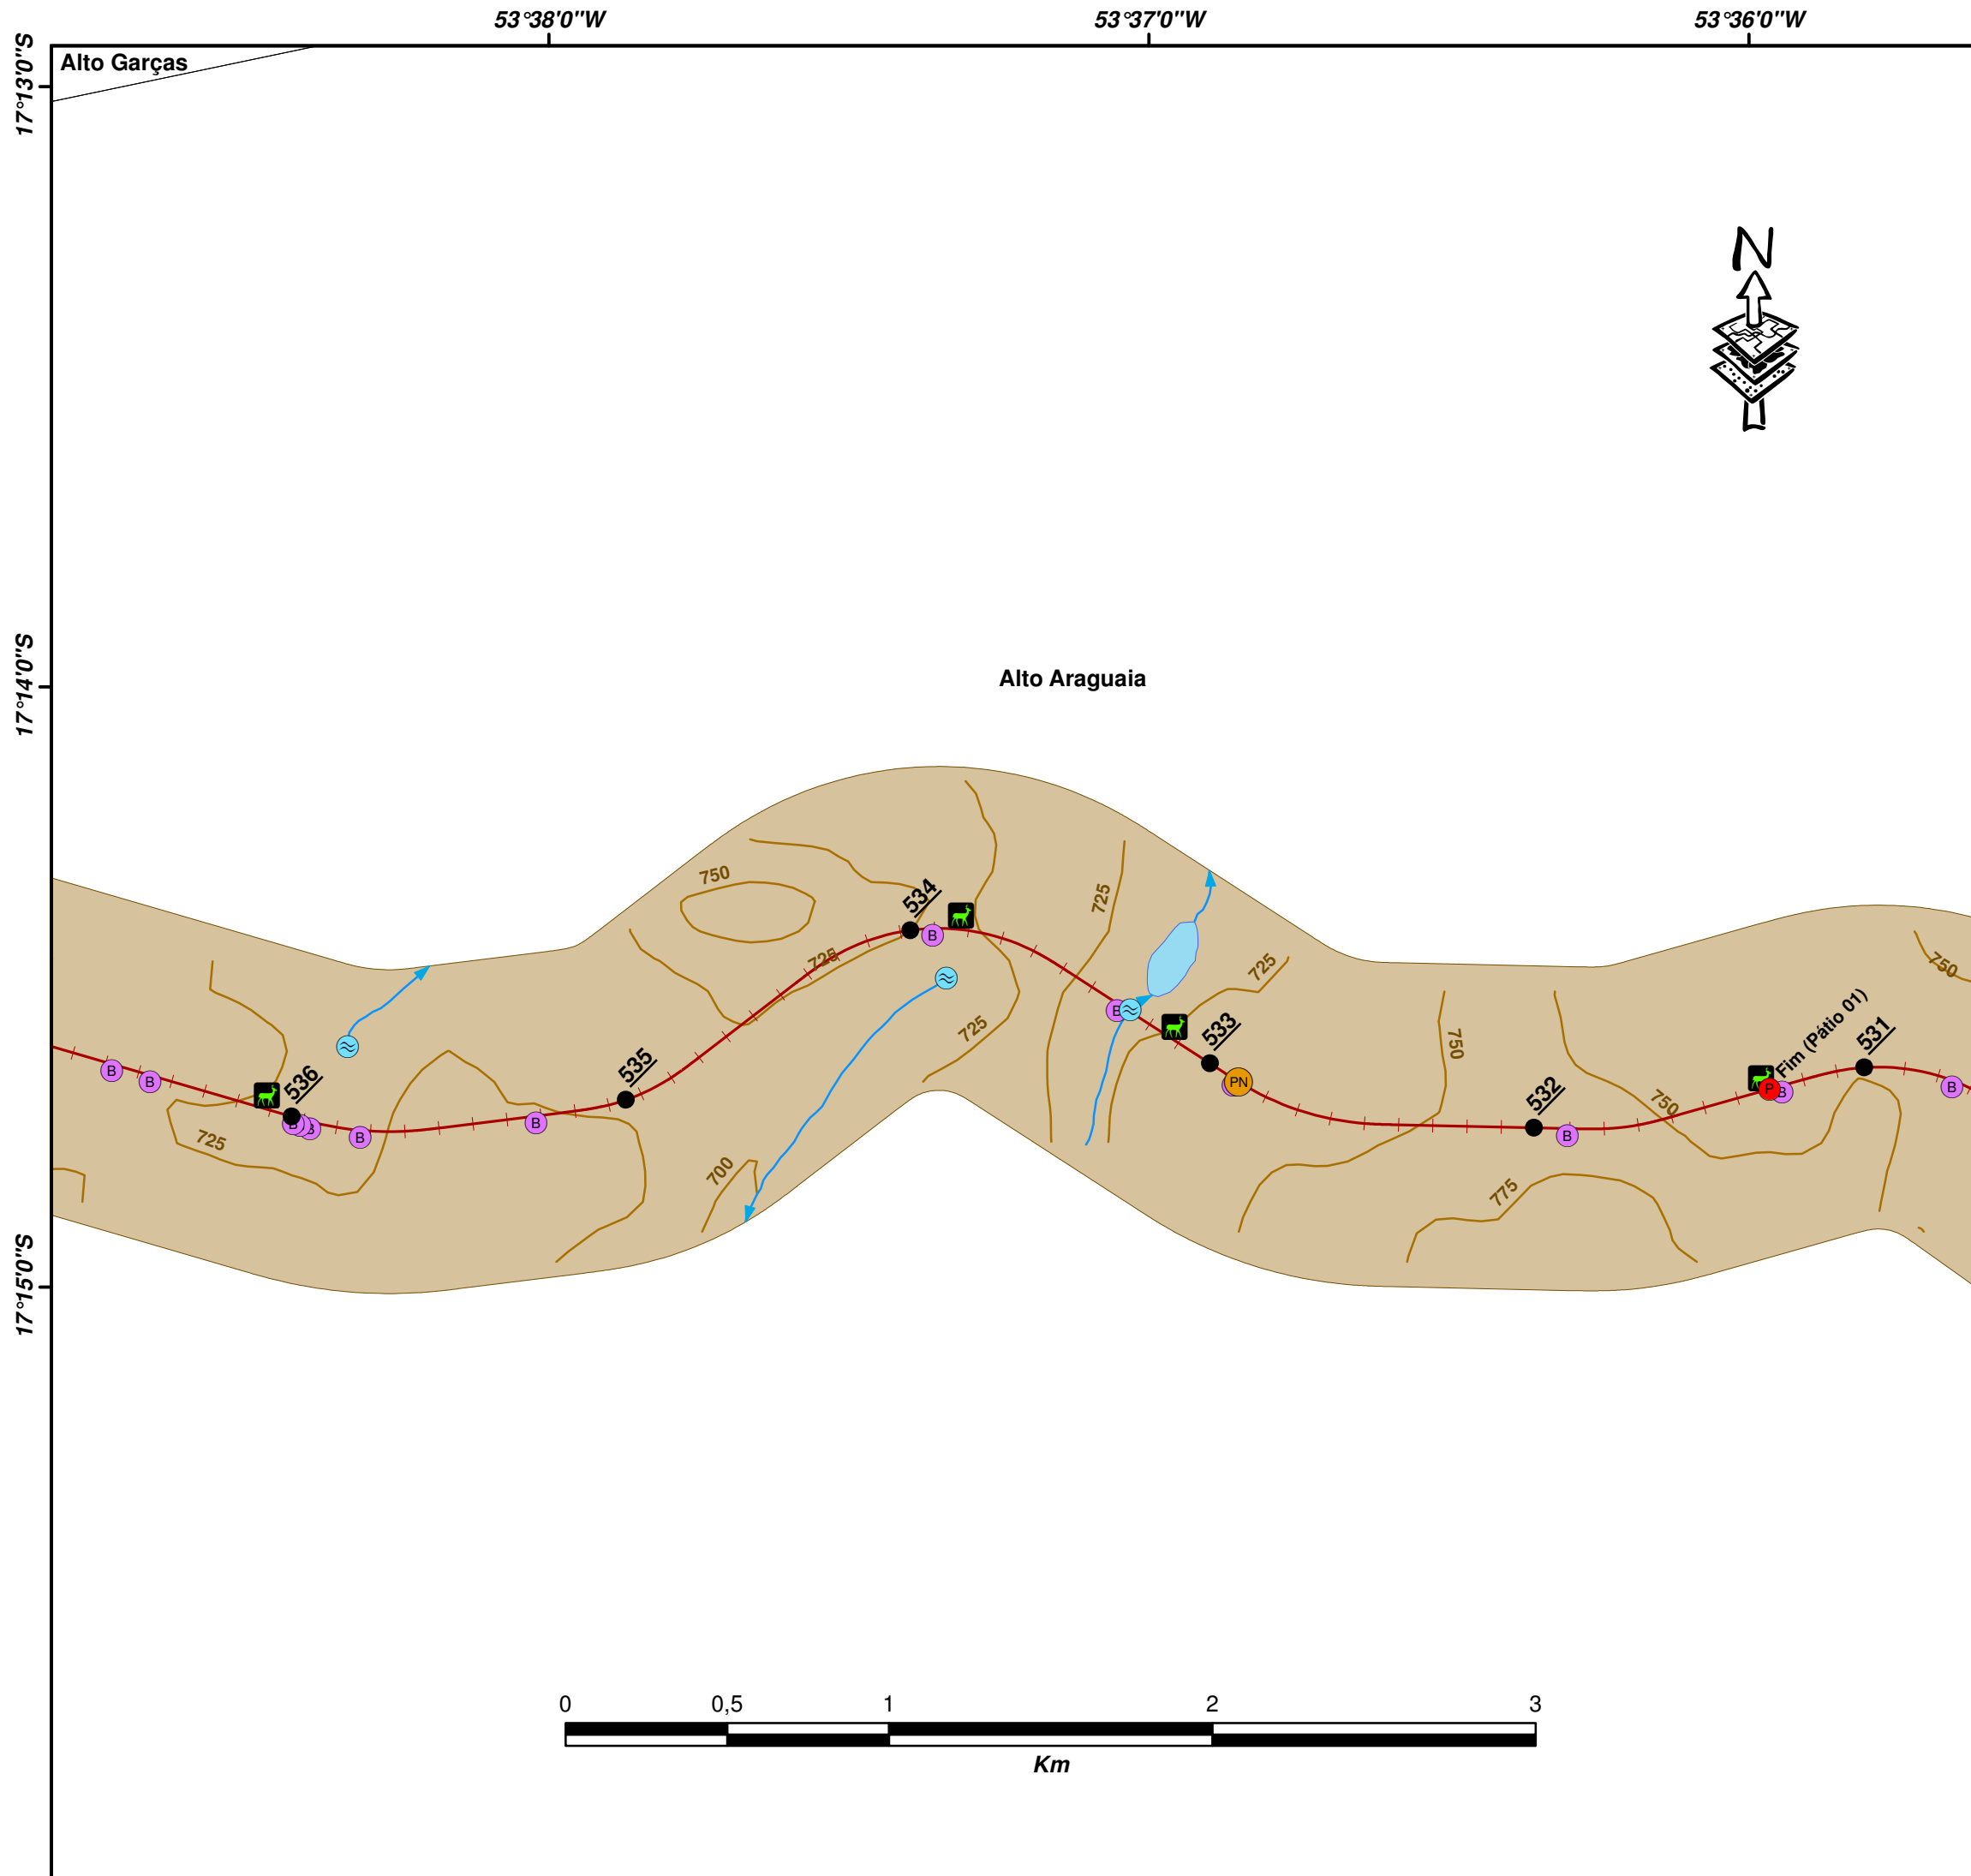 53°38'0"W
53°37'0"W
53°36'0"W
17°13'0"S
Alto Garças
N
17°14'0"S
Alto Araguaia
750
534
B
725
725
725
750
725
Fim (Pátio 01)
531
533
B
B
B
536
535
725
750
532
750
P
B
B
PN
B
B
B
B
B
725
700
775
17°15'0"S
0
0,5
1
2
3
Km